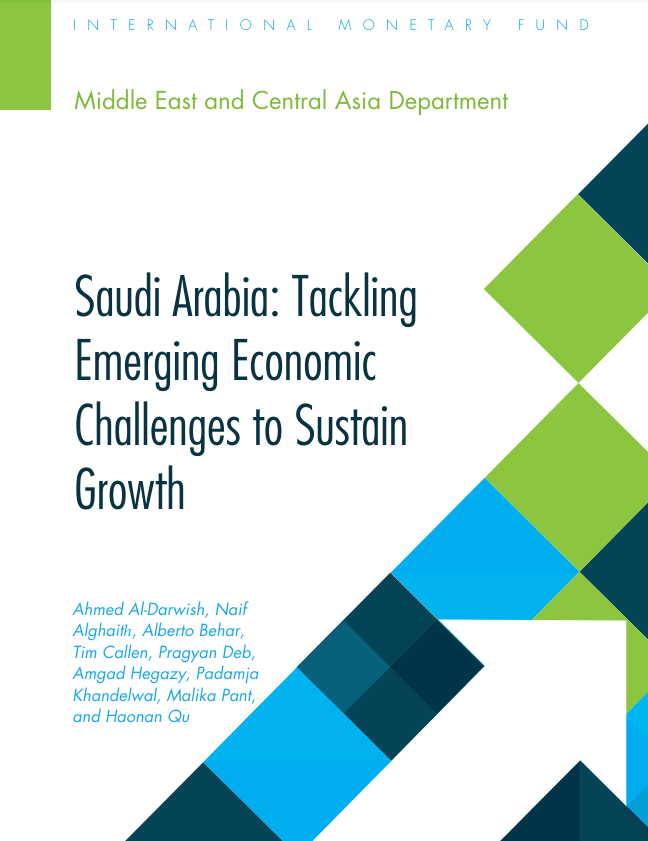 INTERNATIONAL MONETARY FUND
Middle East and Central Asia Department
Saudi Arabia: Tackling
Emerging Economic
Challenges to Sustain
Growth
Ahmed Al-Darwish, Naif
Alghaith, Alberto Behar,
Tim Callen, Pragyan Deb,
Amgad Hegazy, Padamja
Khandelwal, Malika Pant,
and Haonan Qu